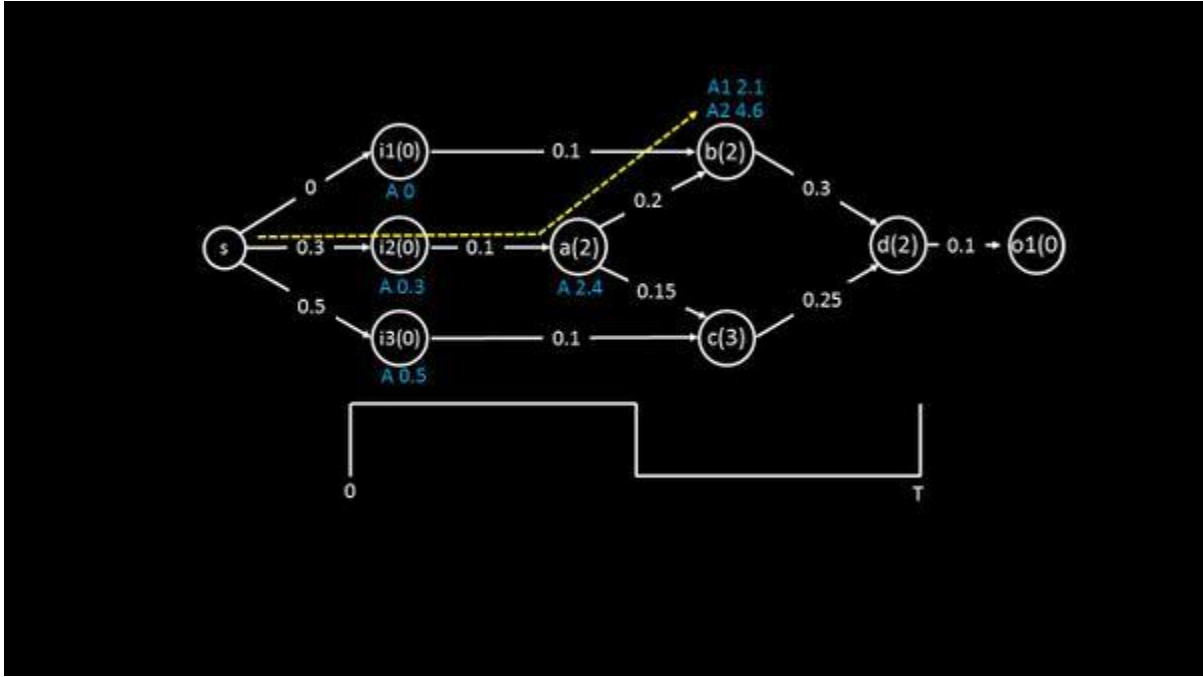 A1 2.1
A2 4.6
i1(0)
0.1
b(2)
A 0
0
0.2
0.3
s
0.3
i2(0)
0.1
a(2)
d(2)
0.1
o1(0
A 0.3
A 2.4
0.15
0.25
0.5
i3(0)
0.1
c(3)
A 0.5
0
T